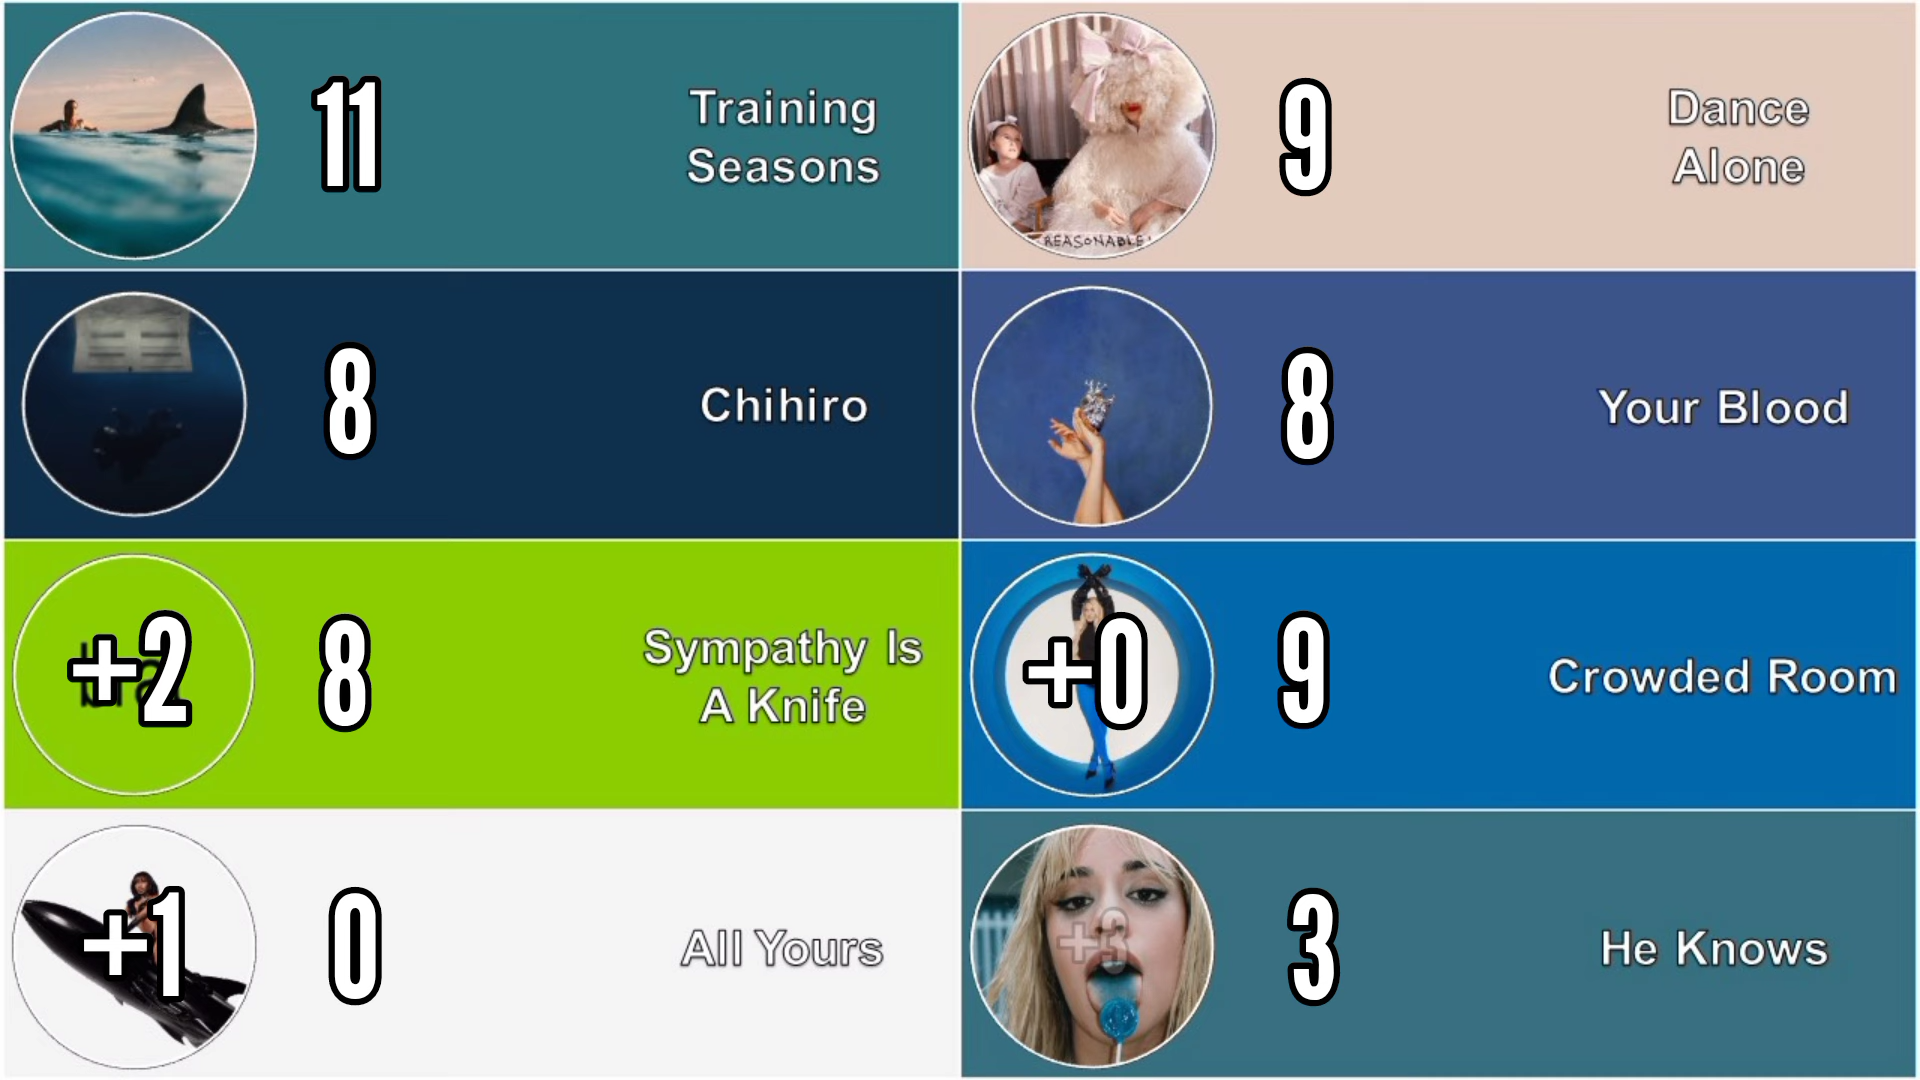 11
Training
Seasons
REASONABLE
9
Dance
Alone
8
Chihiro
8
Your Blood
+2
8
Sympathy Is
A Knife
+0
9
Crowded Room
+1
0
All Yours
+3
3
He Knows